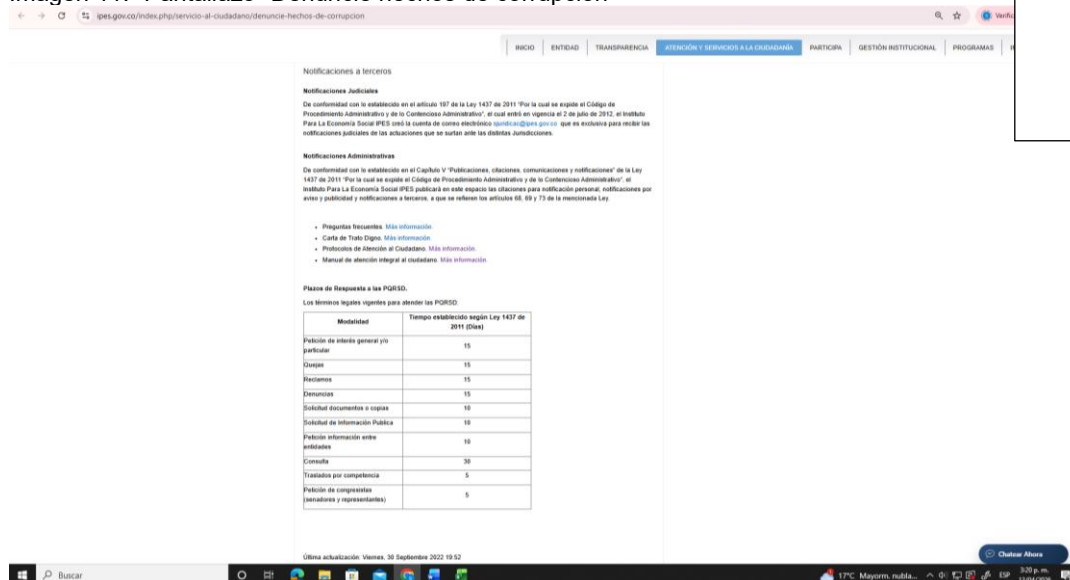 ipes.gov.co/index.php/servicio-al-ciudadano/denuncie-hechos-de-corrupcion
INICIO ENTIDAD TRANSPARENCIA ATENCIÓN Y SERVICIOS A LA CIUDADANÍA PARTICIPA GESTIÓN INSTITUCIONAL PROGRAMAS
Notificaciones a terceros
Notificaciones Judiciales
De conformidad con lo establecido en el artículo 197 de la Ley 1437 de 2011 "Por la cual se expide el Código de
Procedimiento Administrativo y de lo Contencioso Administrativo", el cual entró en vigencia el 2 de julio de 2012, el Instituto
Para La Economía Social IPES creó la cuenta de correo electrónico sjuridicac@ipes.gov.co que es exclusiva para recibir las
notificaciones judiciales de las actuaciones que se surtan ante las distintas Jurisdicciones.
Notificaciones Administrativas
De conformidad con lo establecido en el Capítulo V "Publicaciones, citaciones, comunicaciones y notificaciones" de la Ley
1437 de 2011 "Por la cual se expide el Código de Procedimiento Administrativo y de lo Contencioso Administrativo", el
Instituto Para La Economía Social IPES publicará en este espacio las citaciones para notificación personal, notificaciones por
aviso y publicidad y notificaciones a terceros, a que se refieren los artículos 68, 69 y 73 de la mencionada Ley.
Preguntas frecuentes. Más información.
Carta de Trato Digno. Más información.
Protocolos de Atención al Ciudadano. Más información.
Manual de atención integral al ciudadano. Más información.
Plazos de Respuesta a las PQRSD.
Los términos legales vigentes para atender las PQRSD:
Modalidad Tiempo establecido según Ley 1437 de
2011 (Días)
Petición de interés general y/o
particular 15
Quejas 15
Reclamos 15
Denuncias 15
Solicitud documentos o copias 10
Solicitud de Información Publica 10
Petición información entre
entidades 10
Consulta 30
Traslados por competencia 5
Petición de congresistas
(senadores y representantes) 5
Última actualización: Viernes, 30 Septiembre 2022 19:52
Chatear Ahora
Buscar 17°C Mayorm. nubla... ESP 3:20 p. m.